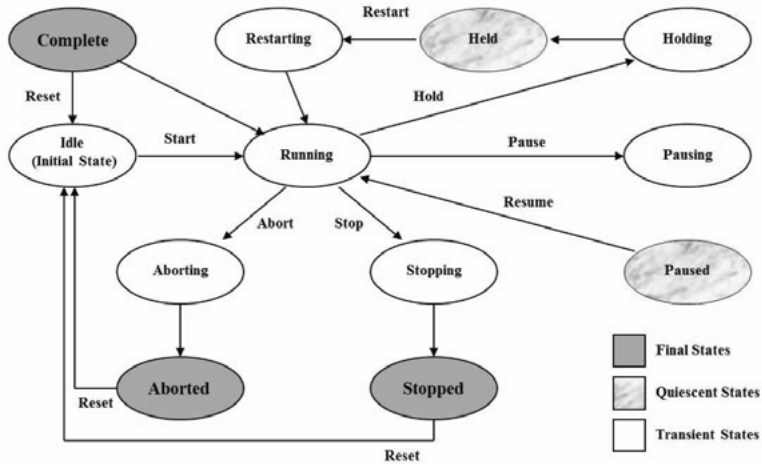 Restart
Complete
Restarting
Held
Holding
Reset
Hold
Idle
(Initial State)
Start
Running
Pause
Pausing
Resume
Abort
Stop
Aborting
Stopping
Paused
Final States
Aborted
Stopped
Quiescent States
Reset
Transient States
Reset